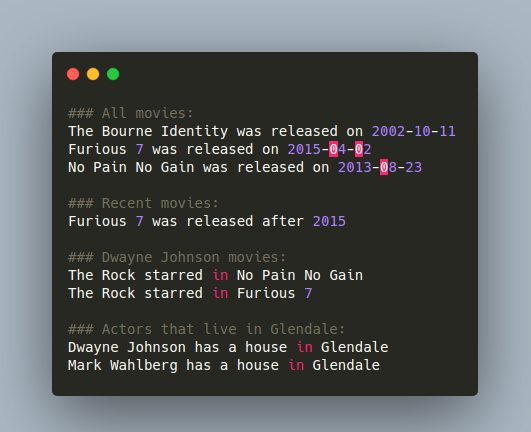 ### All movies:
The Bourne Identity was released on 2002-10-11
Furious 7 was released on 2015-04-02
No Pain No Gain was released on 2013-08-23
### Recent movies:
Furious 7 was released after 2015
### Dwayne Johnson movies:
The Rock starred in No Pain No Gain
The Rock starred in Furious 7
### Actors that live in Glendale:
Dwayne Johnson has a house in Glendale
Mark Wahlberg has a house in Glendale